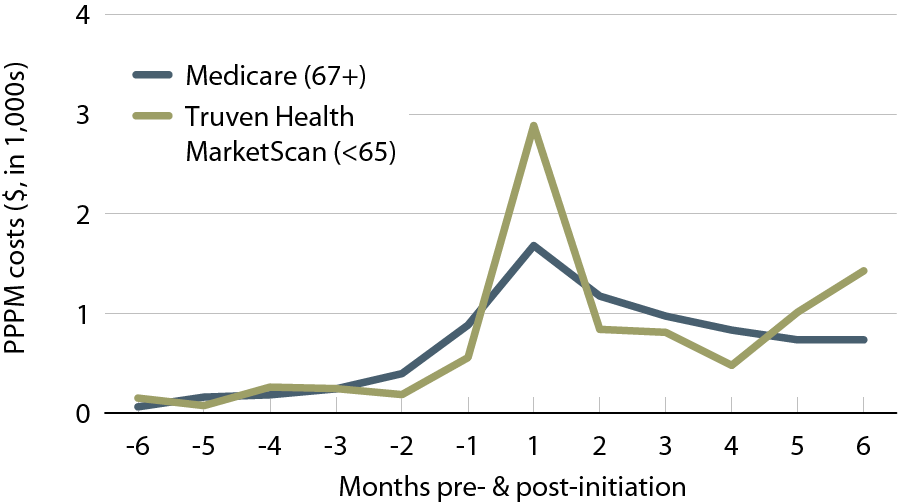 PPPM costs ($, in 1,000s)
4
3
2
1
0
Medicare (67+)
Truven Health
MarketScan (<65)
-6 -5 -4 -3 -2 -1 1 2 3 4 5 6
Months pre- & post-initiation